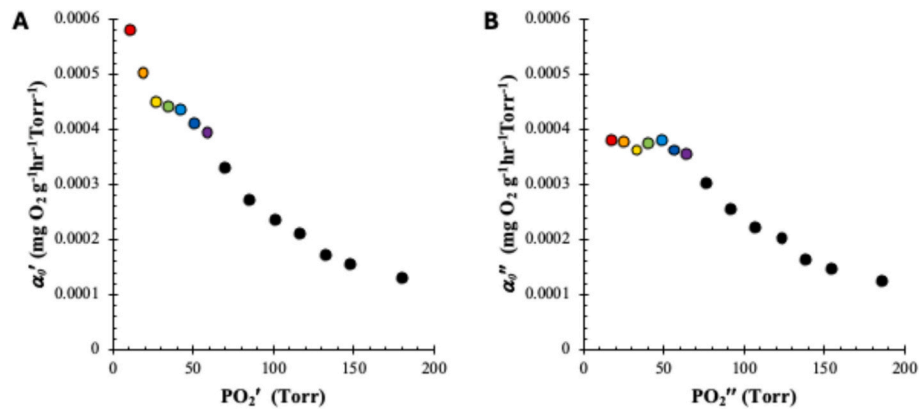 A
α₀′ (mg O₂ g⁻¹hr⁻¹Torr⁻¹)
0.0006
0.0005
0.0004
0.0003
0.0002
0.0001
0
0 50 100 150 200
PO₂′ (Torr)
B
α₀″ (mg O₂ g⁻¹hr⁻¹Torr⁻¹)
0.0006
0.0005
0.0004
0.0003
0.0002
0.0001
0
0 50 100 150 200
PO₂″ (Torr)